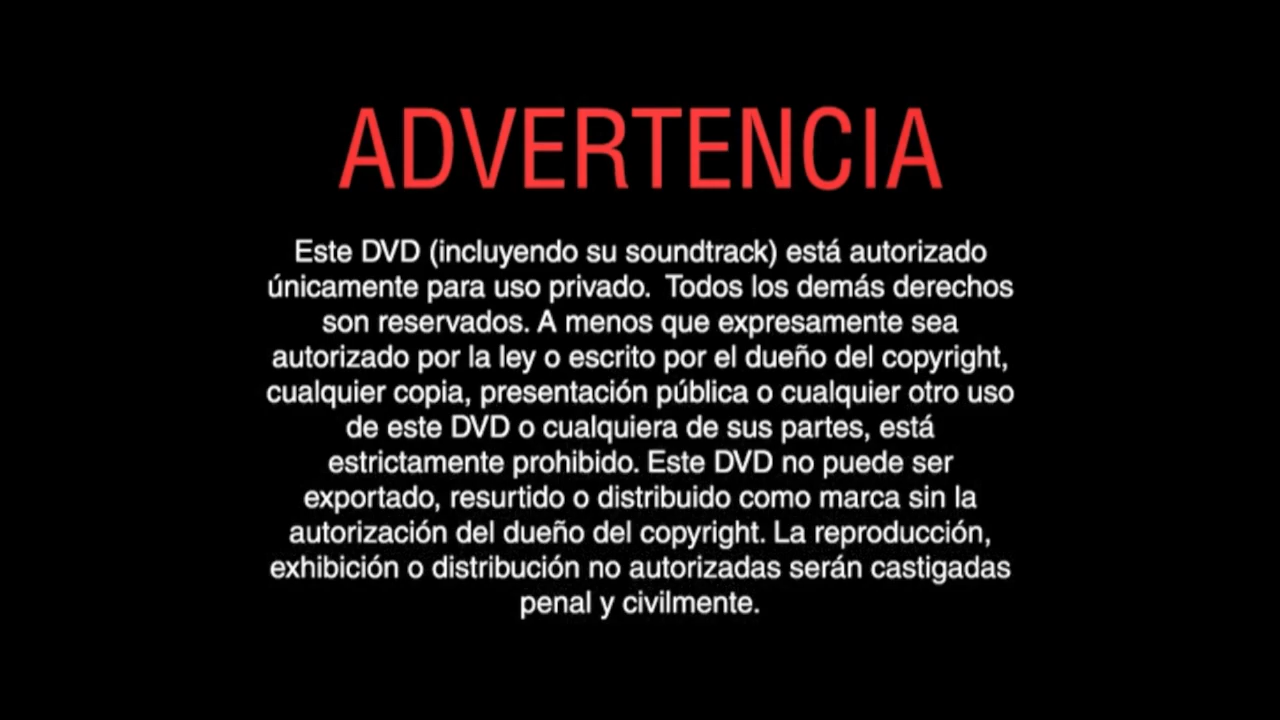 ADVERTENCIA
Este DVD (incluyendo su soundtrack) está autorizado
únicamente para uso privado.  Todos los demás derechos
son reservados. A menos que expresamente sea
autorizado por la ley o escrito por el dueño del copyright,
cualquier copia, presentación pública o cualquier otro uso
de este DVD o cualquiera de sus partes, está
estrictamente prohibido. Este DVD no puede ser
exportado, resurtido o distribuido como marca sin la
autorización del dueño del copyright. La reproducción,
exhibición o distribución no autorizadas serán castigadas
penal y civilmente.